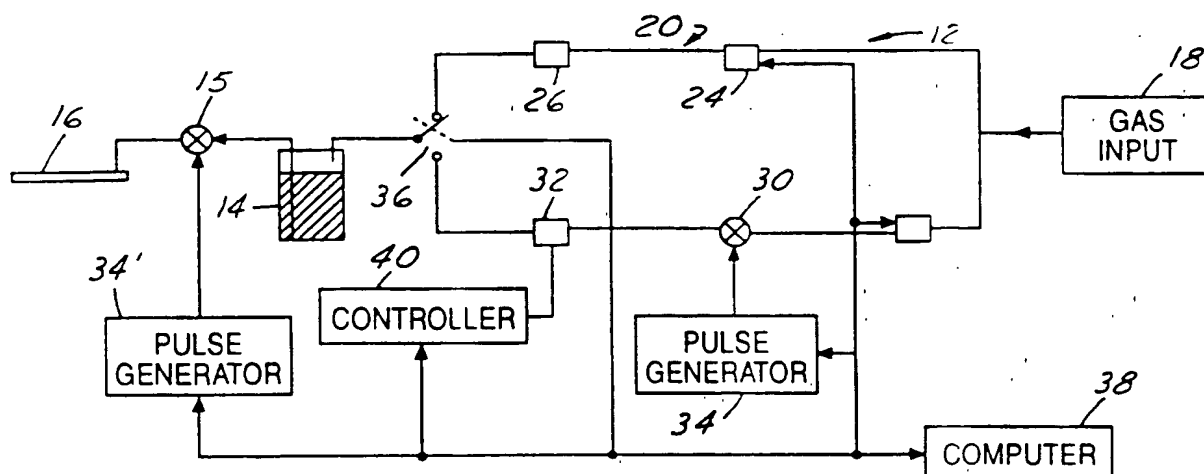 20
12
18
GAS
INPUT
15
16
26
24
14
36
32
30
34'
40
CONTROLLER
PULSE
GENERATOR
PULSE
GENERATOR
34
38
COMPUTER